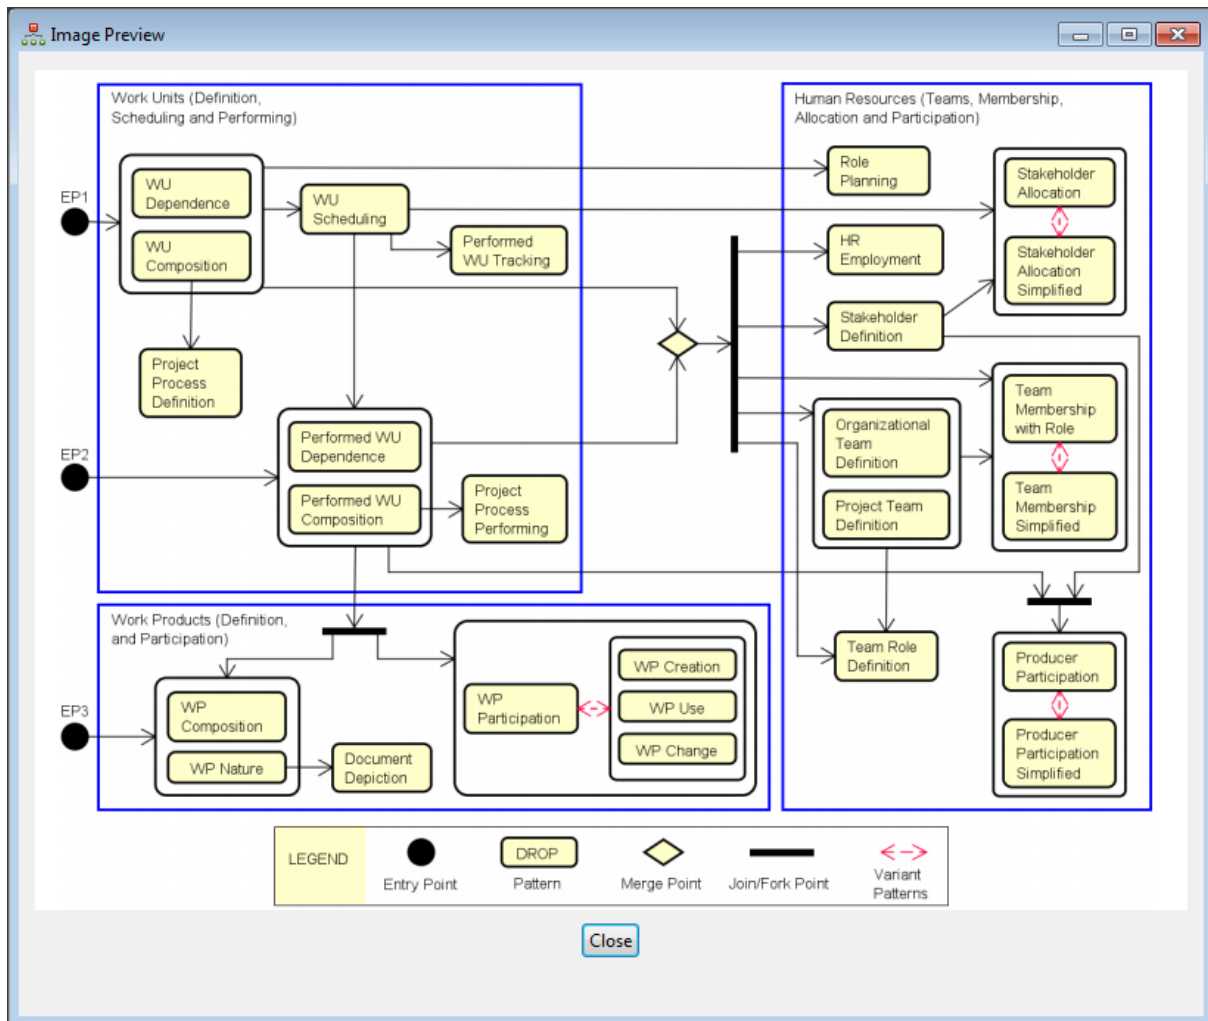 Image Preview
Work Units (Definition,
Scheduling and Performing)
EP1
WU
Dependence
WU
Composition
WU
Scheduling
Performed
WU Tracking
Project
Process
Definition
EP2
Performed WU
Dependence
Performed WU
Composition
Project
Process
Performing
Human Resources (Teams, Membership,
Allocation and Participation)
Role
Planning
HR
Employment
Stakeholder
Definition
Stakeholder
Allocation
Stakeholder
Allocation
Simplified
Organizational
Team
Definition
Project Team
Definition
Team
Membership
with Role
Team
Membership
Simplified
Team Role
Definition
Producer
Participation
Producer
Participation
Simplified
Work Products (Definition,
and Participation)
EP3
WP
Composition
WP Nature
Document
Depiction
WP
Participation
WP Creation
WP Use
WP Change
LEGEND
Entry Point
DROP
Pattern
Merge Point
Join/Fork Point
Variant
Patterns
Close